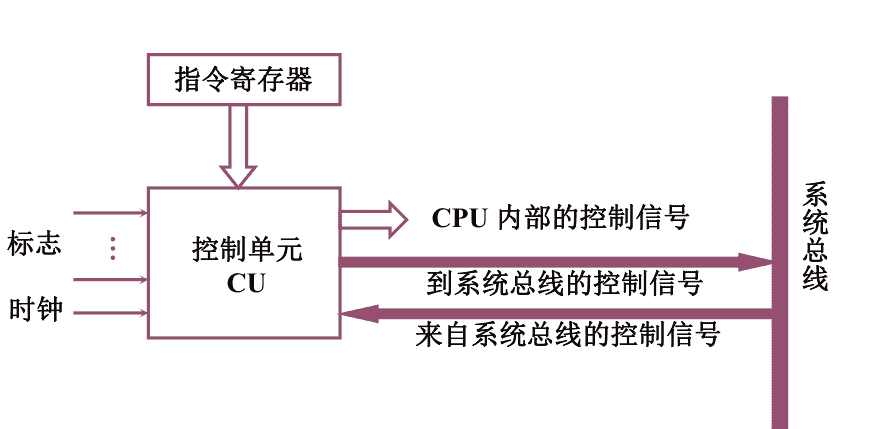 指令寄存器
标志
时钟
控制单元
CU
CPU 内部的控制信号
到系统总线的控制信号
来自系统总线的控制信号
系统总线